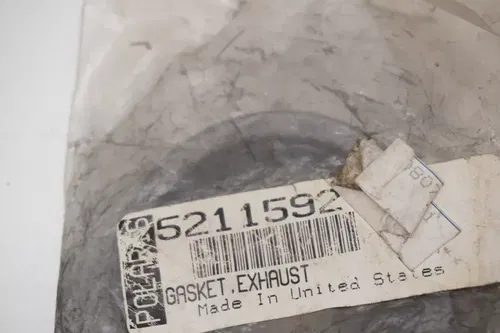 POLARIS
5211592
GASKET.EXHAUST
Made In United States